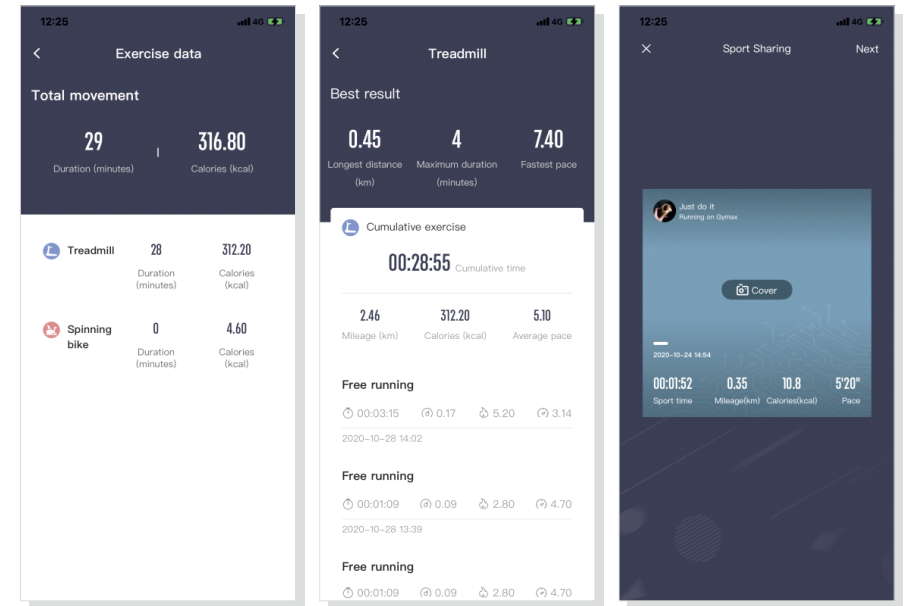 12:25
4G
Exercise data
Total movement
29
316.80
Duration (minutes)
Calories (kcal)
Treadmill
28
312.20
Duration
(minutes)
Calories
(kcal)
Spinning
bike
0
4.60
Duration
(minutes)
Calories
(kcal)
12:25
4G
Treadmill
Best result
0.45
4
7.40
Longest distance
(km)
Maximum duration
(minutes)
Fastest pace
Cumulative exercise
00:28:55 Cumulative time
2.46
312.20
5.10
Mileage (km)
Calories (kcal)
Average pace
Free running
00:03:15 0.17 5.20 3.14
2020-10-28 14:02
Free running
00:01:09 0.09 2.80 4.70
2020-10-28 13:39
Free running
00:01:09 0.09 2.80 4.70
12:25
4G
Sport Sharing
Next
Just do it
Running on Gymax
Cover
2020-10-24 14:54
00:01:52
0.35
10.8
5'20"
Sport time
Mileage(km)
Calories(kcal)
Pace